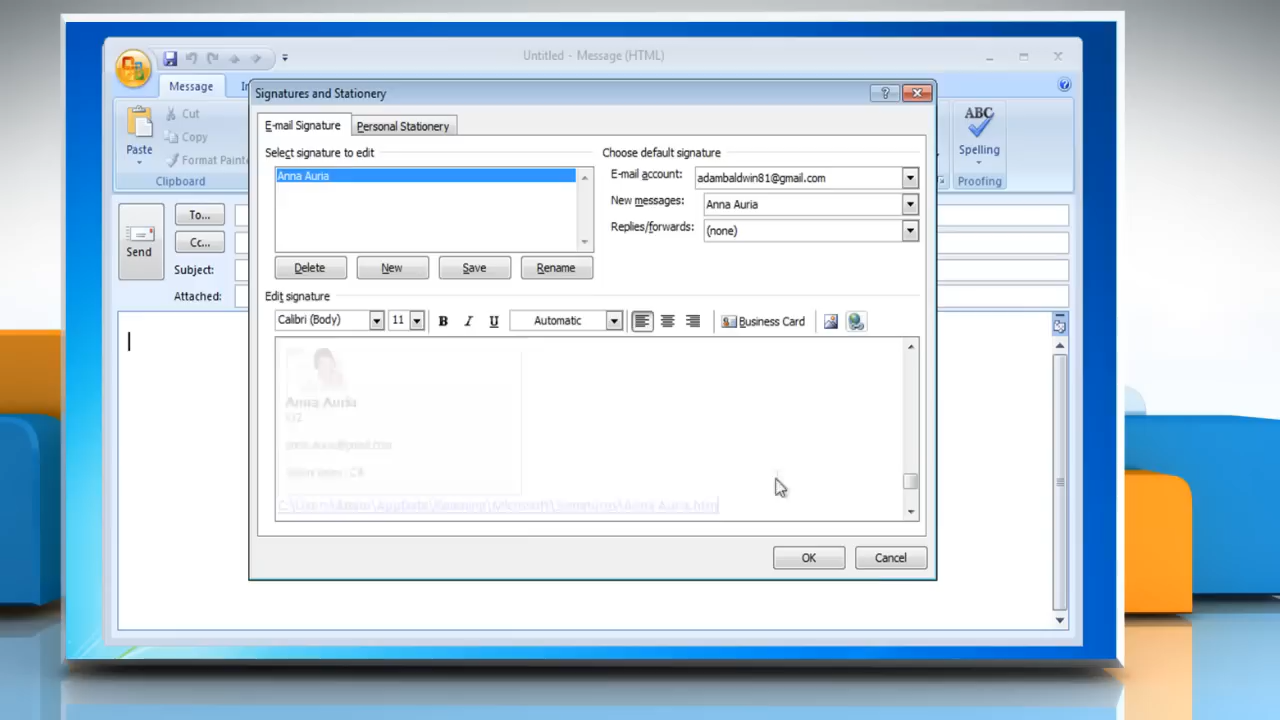 Untitled - Message (HTML)
Message
Cut
Copy
Format Painte
Paste
Clipboard
ABC
Spelling
Proofing
Send
To...
Cc...
Subject:
Attached:
Signatures and Stationery
?
E-mail Signature
Personal Stationery
Select signature to edit
Anna Auria
Delete
New
Save
Rename
Choose default signature
E-mail account:
adambaldwin81@gmail.com
New messages:
Anna Auria
Replies/forwards:
(none)
Edit signature
Calibri (Body)
11
B
I
U
Automatic
Business Card
Anna Auria
OK
Cancel